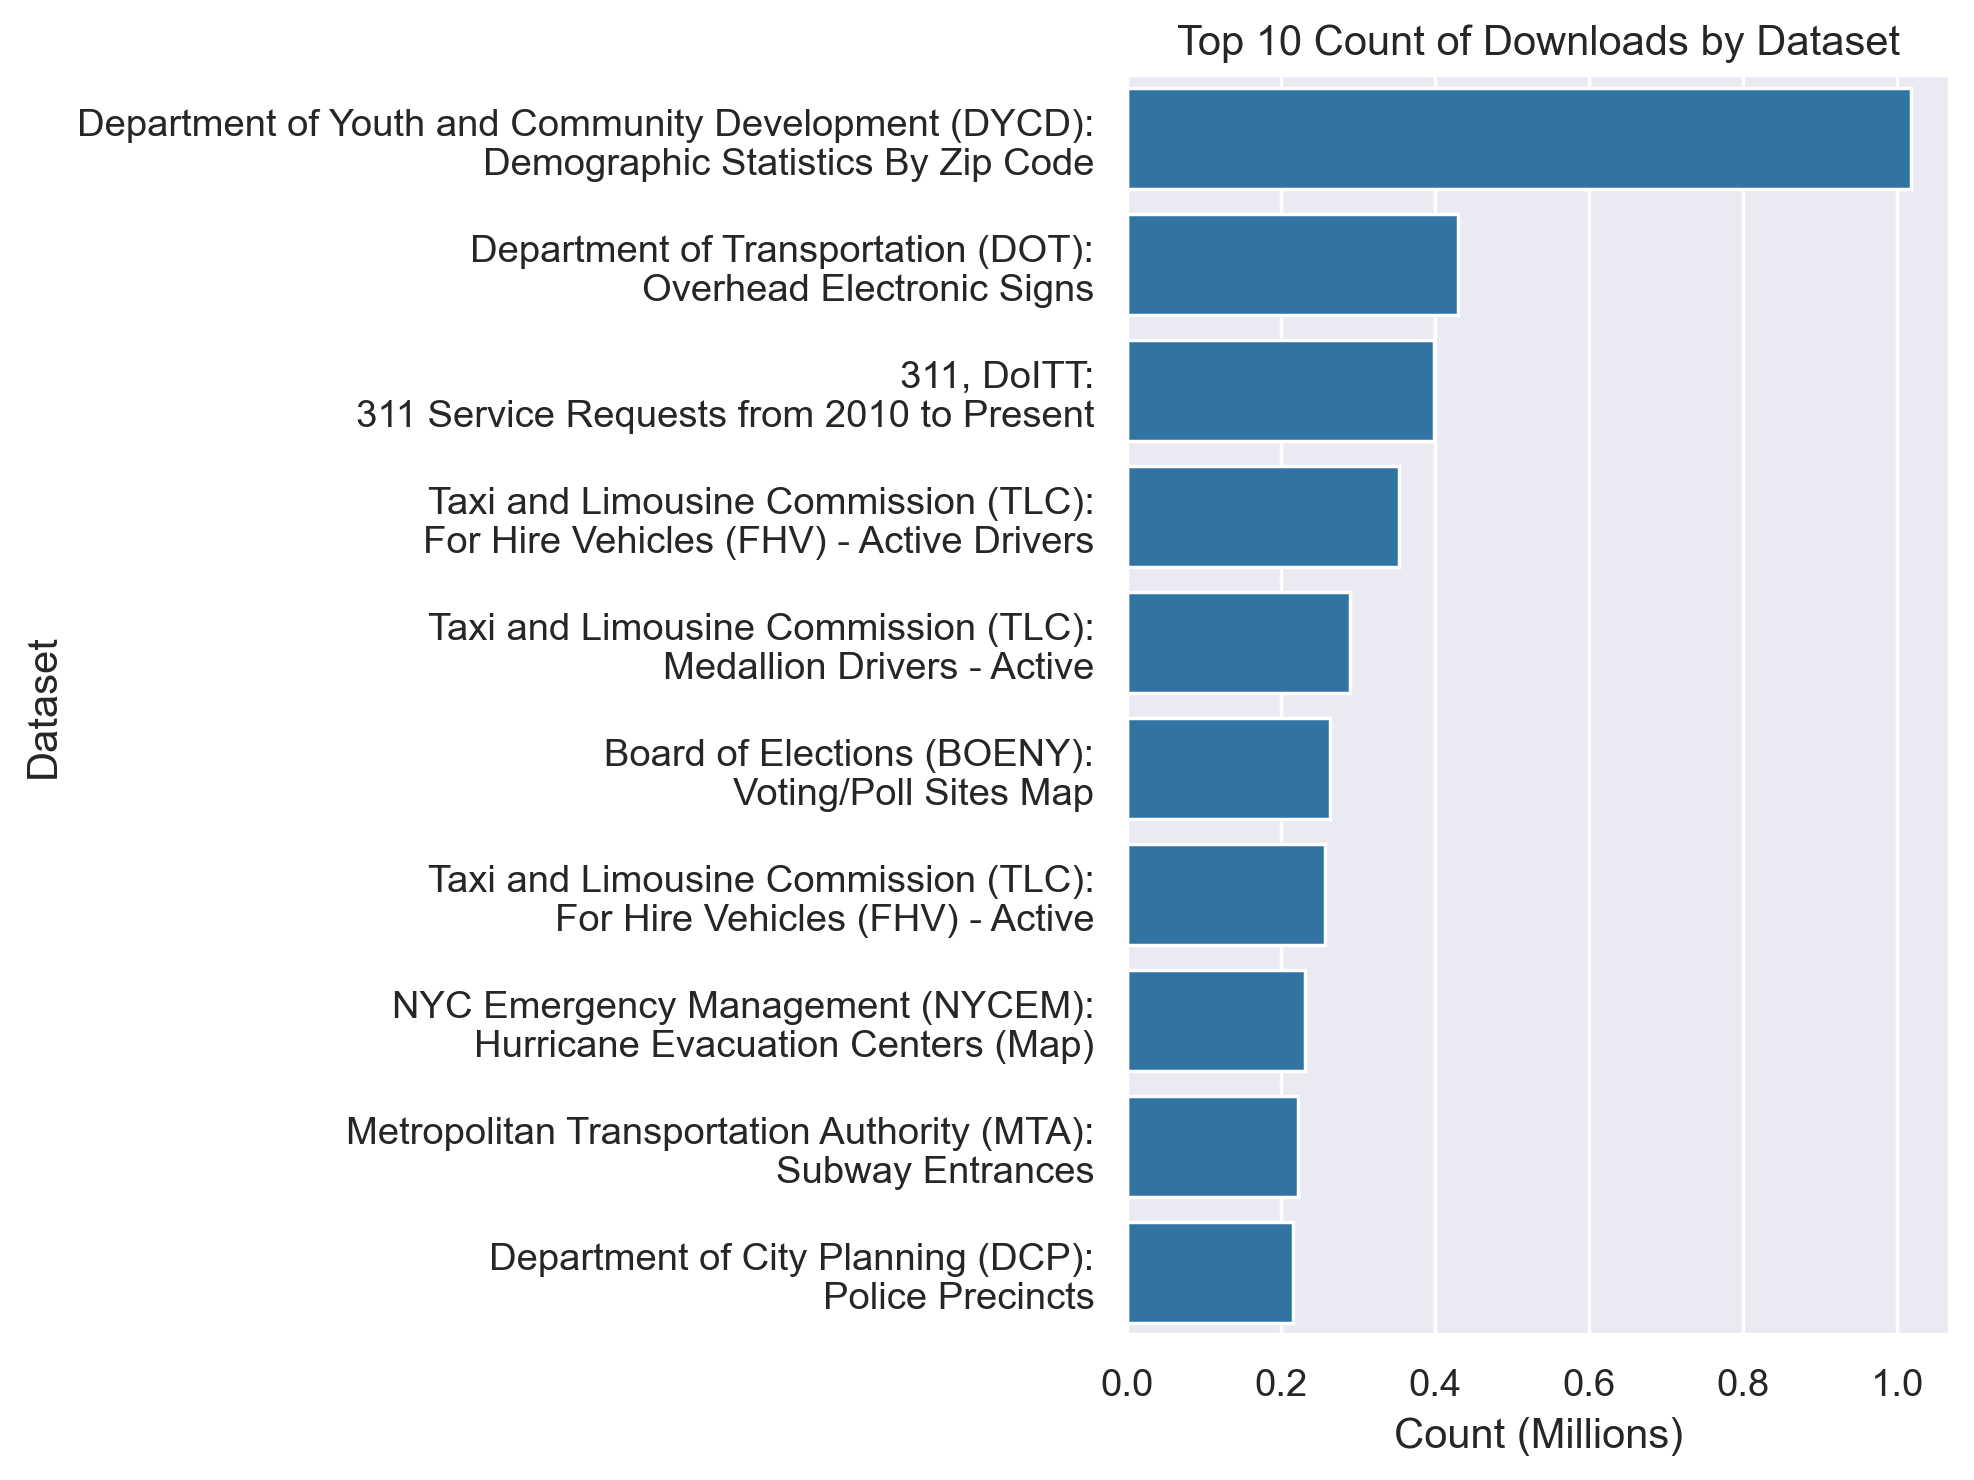 Top 10 Count of Downloads by Dataset
Department of Youth and Community Development (DYCD):
Demographic Statistics By Zip Code
Department of Transportation (DOT):
Overhead Electronic Signs
311, DoITT:
311 Service Requests from 2010 to Present
Taxi and Limousine Commission (TLC):
For Hire Vehicles (FHV) - Active Drivers
Taxi and Limousine Commission (TLC):
Medallion Drivers - Active
Board of Elections (BOENY):
Voting/Poll Sites Map
Taxi and Limousine Commission (TLC):
For Hire Vehicles (FHV) - Active
NYC Emergency Management (NYCEM):
Hurricane Evacuation Centers (Map)
Metropolitan Transportation Authority (MTA):
Subway Entrances
Department of City Planning (DCP):
Police Precincts
Dataset
0.0 0.2 0.4 0.6 0.8 1.0
Count (Millions)